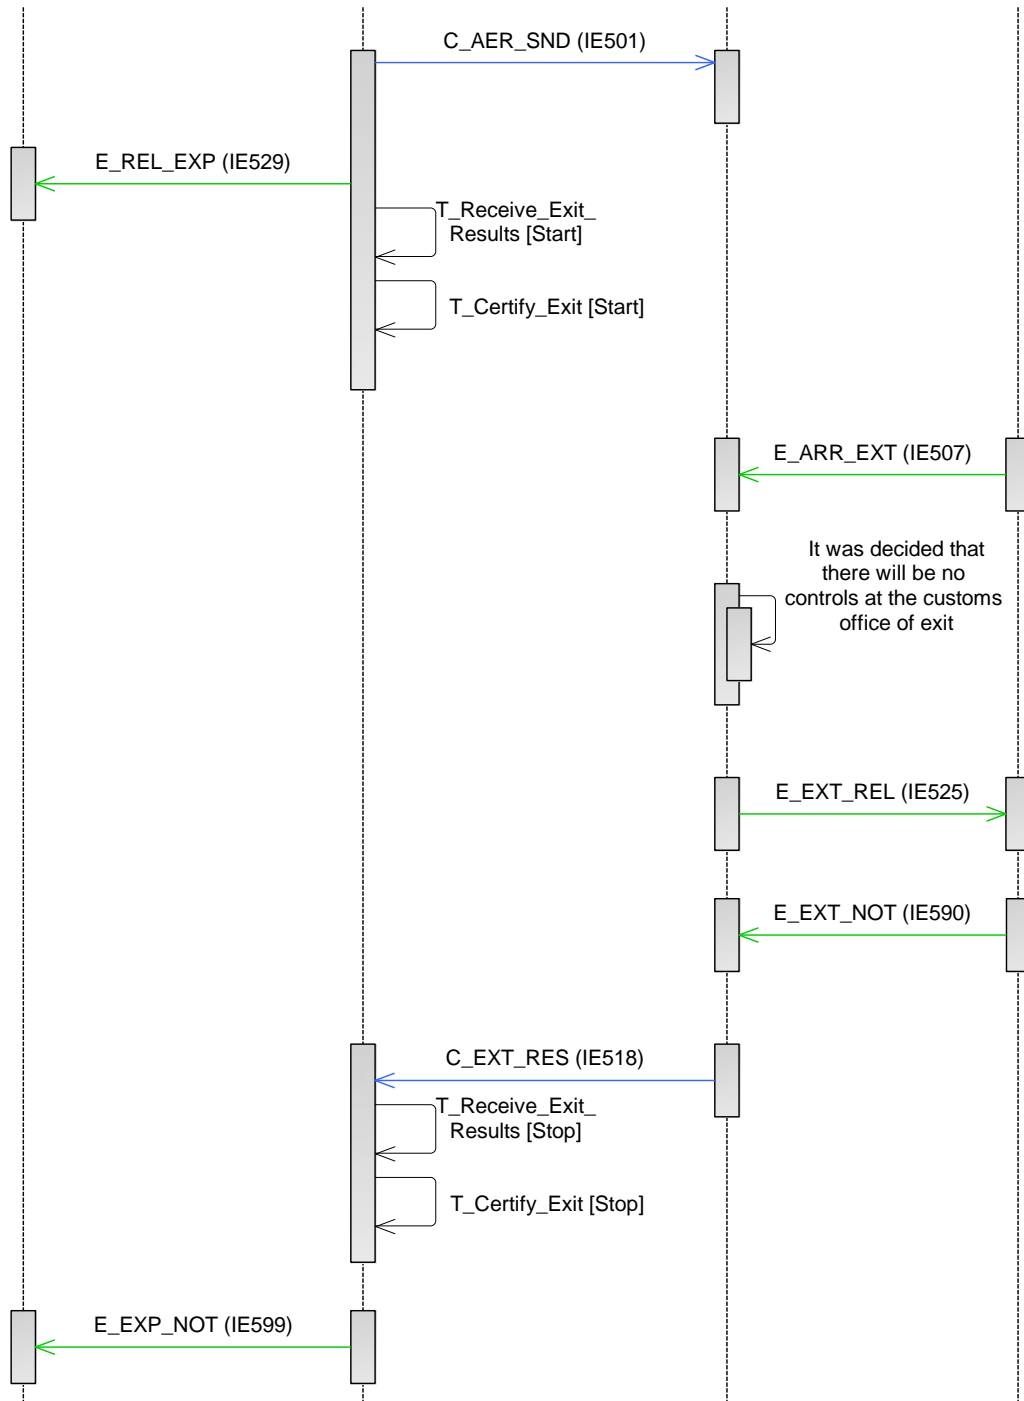 C_AER_SND (IE501)
E_REL_EXP (IE529)
T_Receive_Exit_
Results [Start]
T_Certify_Exit [Start]
E_ARR_EXT (IE507)
It was decided that
there will be no
controls at the customs
office of exit
E_EXT_REL (IE525)
E_EXT_NOT (IE590)
C_EXT_RES (IE518)
T_Receive_Exit_
Results [Stop]
T_Certify_Exit [Stop]
E_EXP_NOT (IE599)